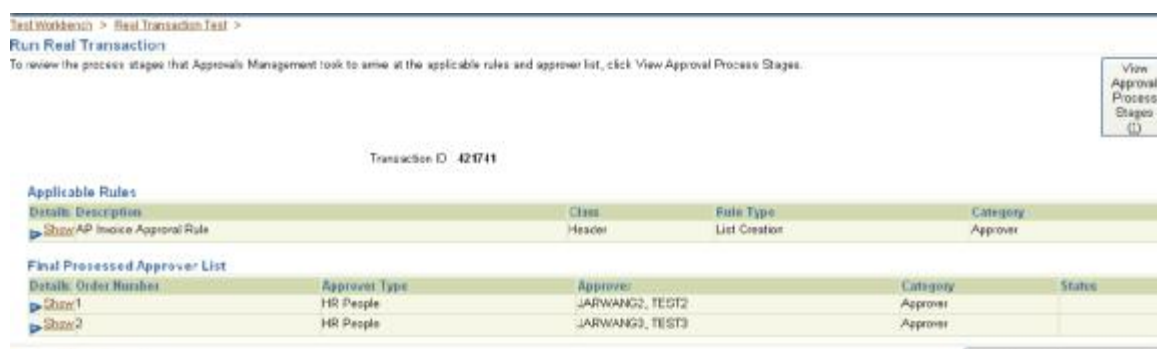 Test Workbench > Real Transaction Test >
Run Real Transaction
To review the process stages that Approvals Management took to arrive at the applicable rules and approver list, click View Approval Process Stages.
View
Approval
Process
Stages
(1)
Transaction ID 421741
Applicable Rules
Details Description Class Rule Type Category
Show AP Invoice Approval Rule Header List Creation Approver
Final Processed Approver List
Details Order Number Approver Type Approver Category Status
Show 1 HR People JARWANG2, TEST2 Approver
Show 2 HR People JARWANG3, TEST3 Approver